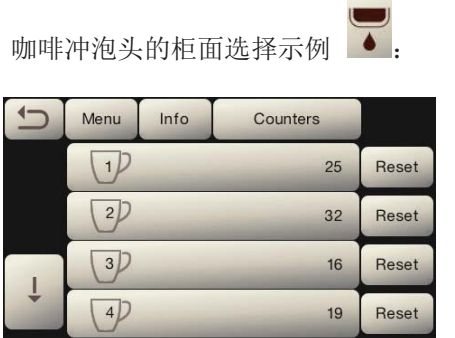 咖啡冲泡头的柜面选择示例 :
Menu Info Counters
1 25 Reset
2 32 Reset
3 16 Reset
4 19 Reset